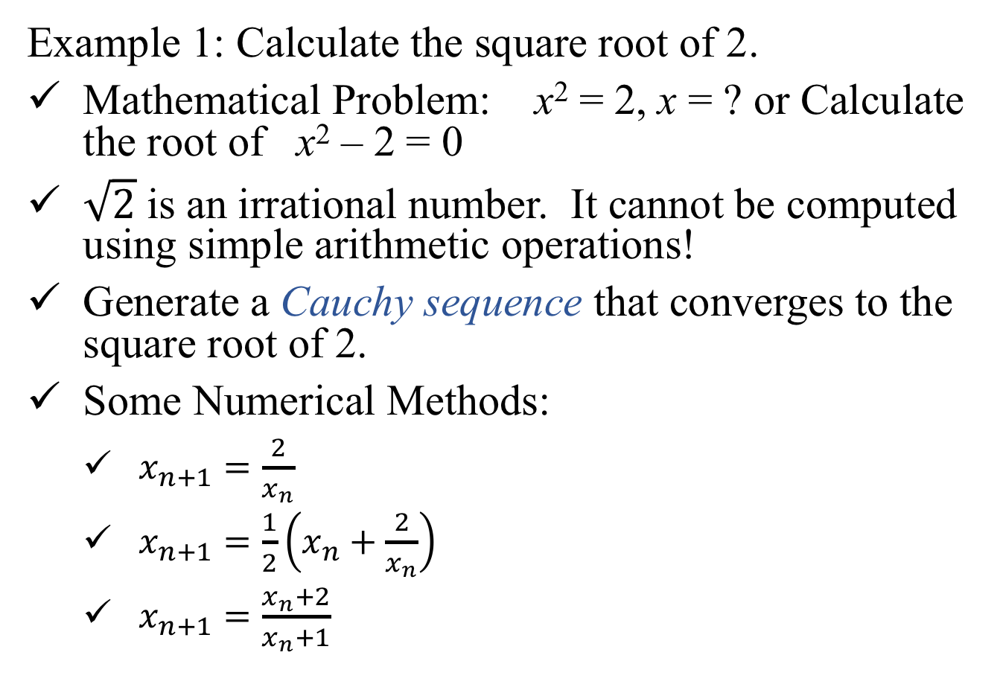 Example 1: Calculate the square root of 2.
✓ Mathematical Problem: x² = 2, x = ? or Calculate
the root of x² – 2 = 0
✓ √2 is an irrational number. It cannot be computed
using simple arithmetic operations!
✓ Generate a Cauchy sequence that converges to the
square root of 2.
✓ Some Numerical Methods:
✓ $x_{n+1} = \frac{2}{x_n}$
✓ $x_{n+1} = \frac{1}{2}\left(x_n + \frac{2}{x_n}\right)$
✓ $x_{n+1} = \frac{x_n+2}{x_n+1}$